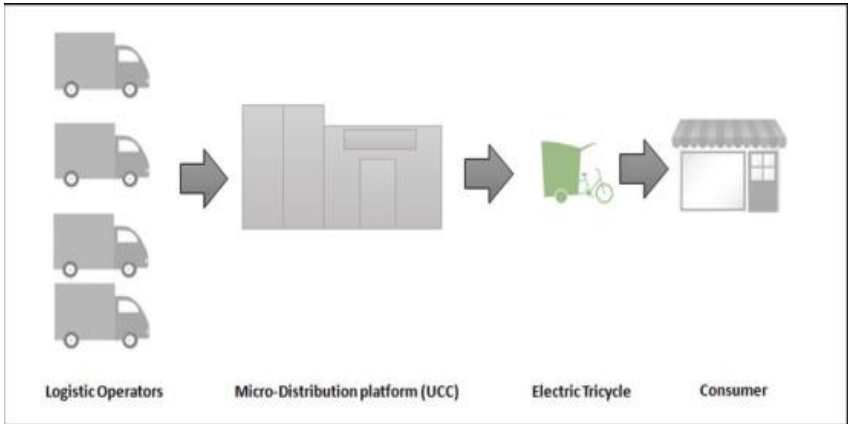 Logistic Operators
Micro-Distribution platform (UCC)
Electric Tricycle
Consumer